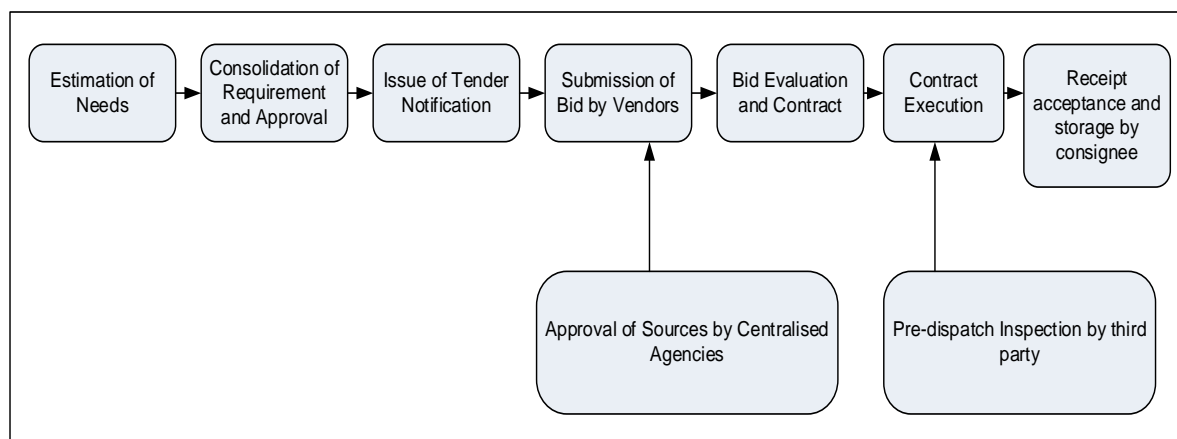 Estimation of
Needs
Consolidation of
Requirement
and Approval
Issue of Tender
Notification
Submission of
Bid by Vendors
Bid Evaluation
and Contract
Contract
Execution
Receipt
acceptance and
storage by
consignee
Approval of Sources by Centralised
Agencies
Pre-dispatch Inspection by third
party